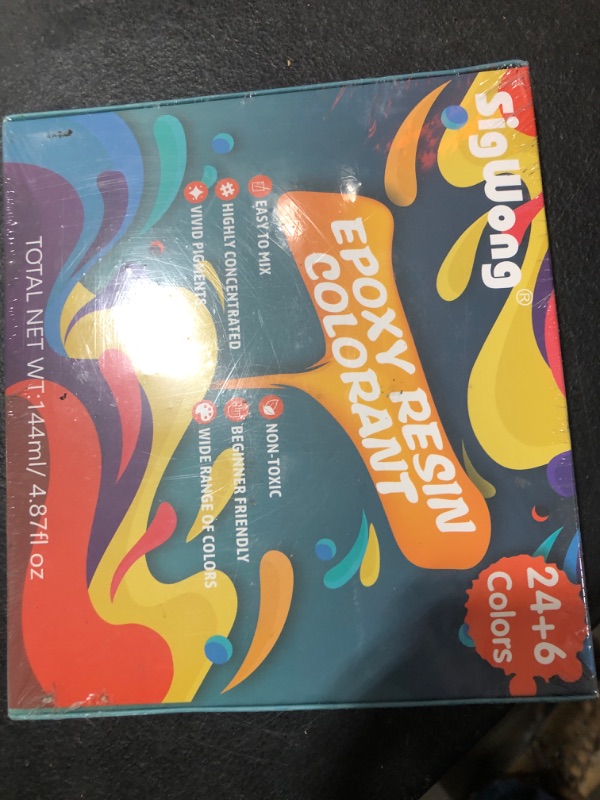 SigWong®
24+6
Colors
EPOXY RESIN
COLORANT
EASY TO MIX
HIGHLY CONCENTRATED
VIVID PIGMENTS
NON-TOXIC
BEGINNER FRIENDLY
WIDE RANGE OF COLORS
TOTAL NET WT:144ml/ 4.87fl oz